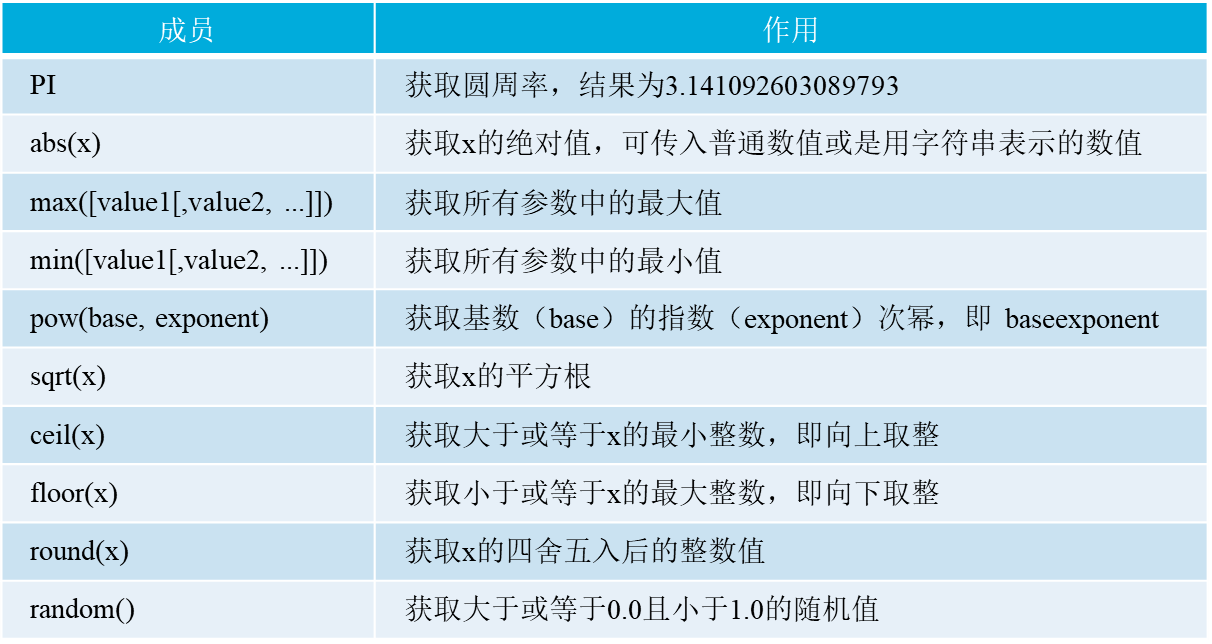 成员 作用
PI 获取圆周率，结果为3.141092603089793
abs(x) 获取x的绝对值，可传入普通数值或是用字符串表示的数值
max([value1[,value2, ...]]) 获取所有参数中的最大值
min([value1[,value2, ...]]) 获取所有参数中的最小值
pow(base, exponent) 获取基数（base）的指数（exponent）次幂，即 baseexponent
sqrt(x) 获取x的平方根
ceil(x) 获取大于或等于x的最小整数，即向上取整
floor(x) 获取小于或等于x的最大整数，即向下取整
round(x) 获取x的四舍五入后的整数值
random() 获取大于或等于0.0且小于1.0的随机值